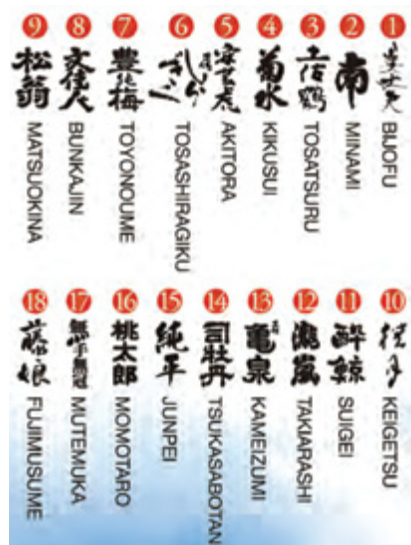 1 美丈夫 BIJOFU
2 南 MINAMI
3 土佐鶴 TOSATSURU
4 菊水 KIKUSUI
5 安芸虎 AKITORA
6 しらぎく TOSASHIRAGIKU
7 豊能梅 TOYONOUME
8 文佳人 BUNKAJIN
9 松翁 MATSUOKINA
10 桂月 KEIGETSU
11 酔鯨 SUIGEI
12 瀧嵐 TAKIARASHI
13 亀泉 KAMEIZUMI
14 司牡丹 TSUKASABOTAN
15 純平 JUNPEI
16 桃太郎 MOMOTARO
17 無手無冠 MUTEMUKA
18 藤娘 FUJIMUSUME